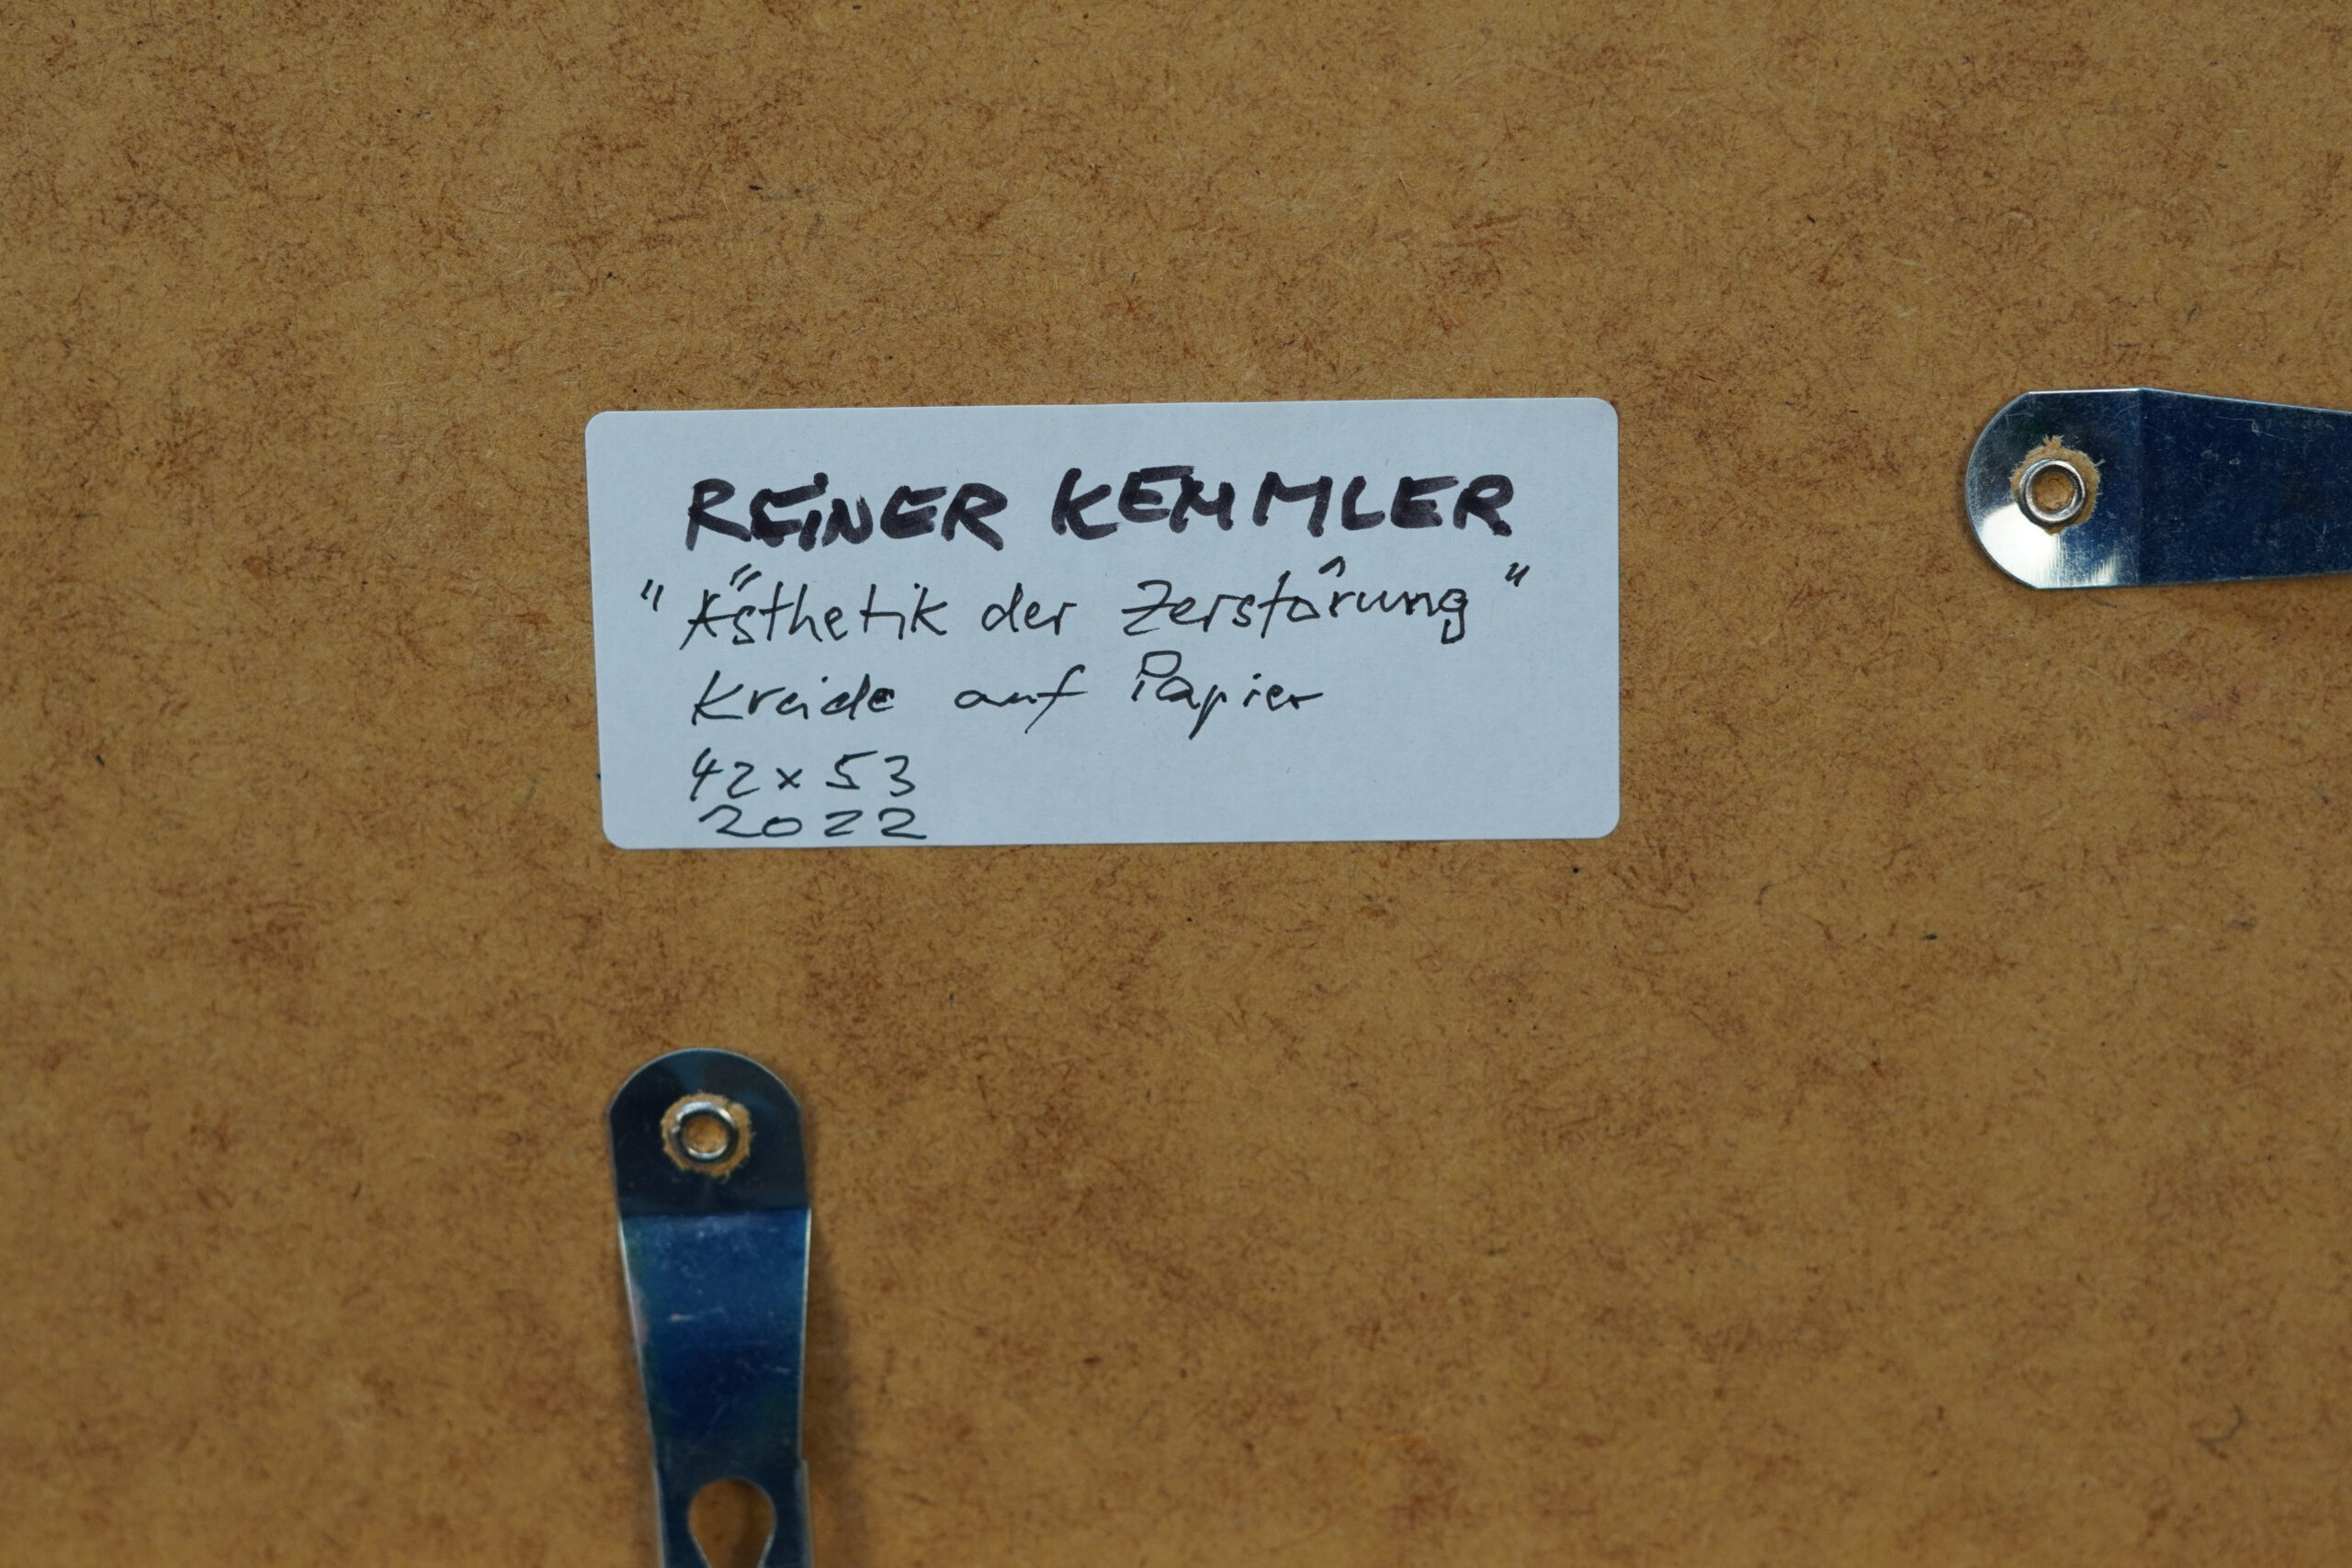 REINER KEMMLER
"Ästhetik der Zerstörung"
Kreide auf Papier
42 x 53
2022